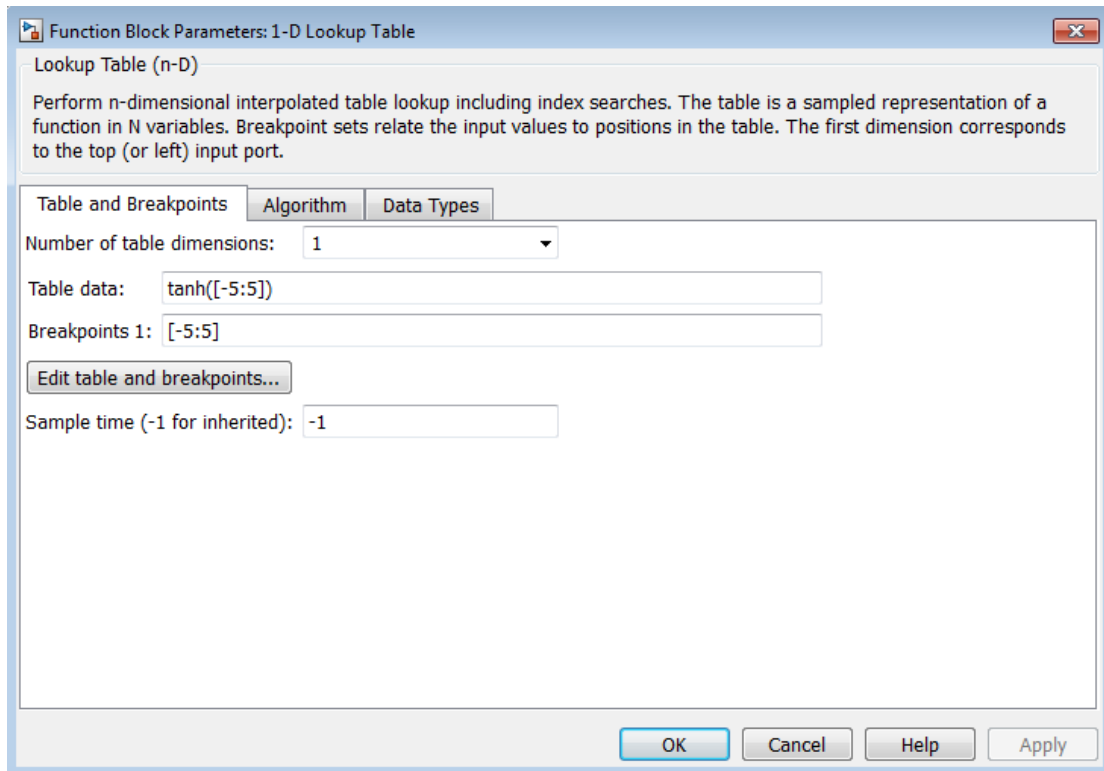 Function Block Parameters: 1-D Lookup Table
Lookup Table (n-D)
Perform n-dimensional interpolated table lookup including index searches. The table is a sampled representation of a
function in N variables. Breakpoint sets relate the input values to positions in the table. The first dimension corresponds
to the top (or left) input port.
Table and Breakpoints Algorithm Data Types
Number of table dimensions: 1
Table data: tanh([-5:5])
Breakpoints 1: [-5:5]
Edit table and breakpoints...
Sample time (-1 for inherited): -1
OK Cancel Help Apply